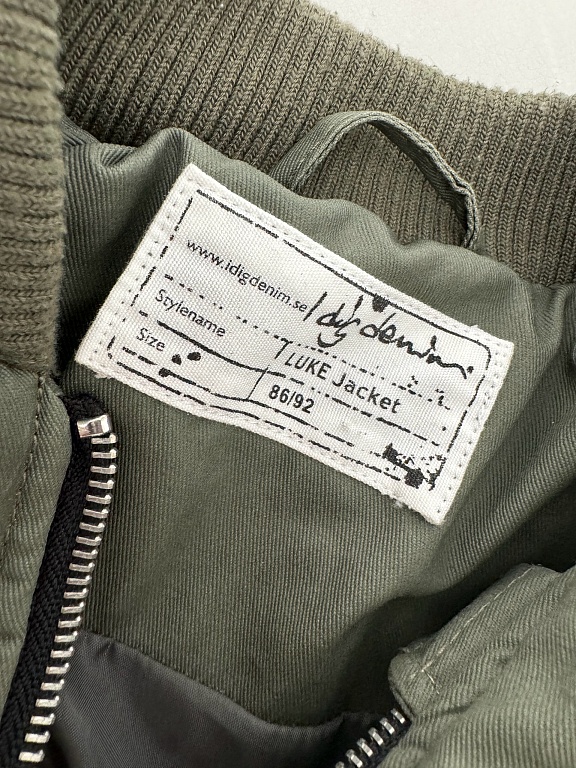 www.idigdenim.se
I dig denim
Stylename LUKE Jacket
Size 86/92